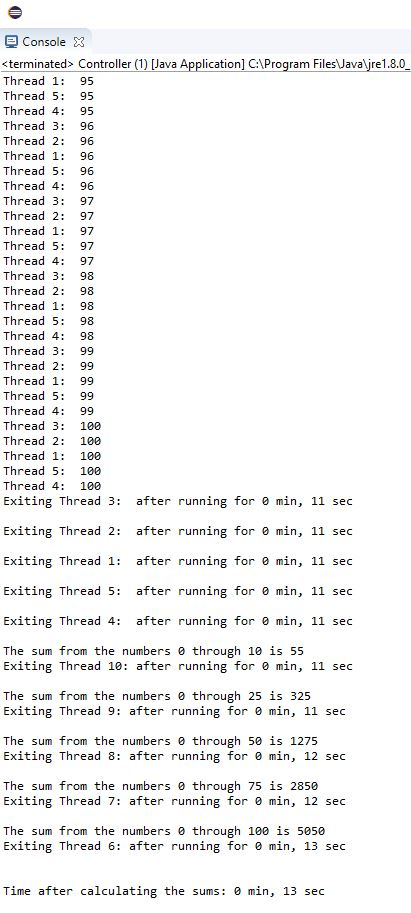 Console
<terminated> Controller (1) [Java Application] C:\Program Files\Java\jre1.8.0_
Thread 1:  95
Thread 5:  95
Thread 4:  95
Thread 3:  96
Thread 2:  96
Thread 1:  96
Thread 5:  96
Thread 4:  96
Thread 3:  97
Thread 2:  97
Thread 1:  97
Thread 5:  97
Thread 4:  97
Thread 3:  98
Thread 2:  98
Thread 1:  98
Thread 5:  98
Thread 4:  98
Thread 3:  99
Thread 2:  99
Thread 1:  99
Thread 5:  99
Thread 4:  99
Thread 3:  100
Thread 2:  100
Thread 1:  100
Thread 5:  100
Thread 4:  100
Exiting Thread 3:  after running for 0 min, 11 sec
Exiting Thread 2:  after running for 0 min, 11 sec
Exiting Thread 1:  after running for 0 min, 11 sec
Exiting Thread 5:  after running for 0 min, 11 sec
Exiting Thread 4:  after running for 0 min, 11 sec
The sum from the numbers 0 through 10 is 55
Exiting Thread 10: after running for 0 min, 11 sec
The sum from the numbers 0 through 25 is 325
Exiting Thread 9: after running for 0 min, 11 sec
The sum from the numbers 0 through 50 is 1275
Exiting Thread 8: after running for 0 min, 12 sec
The sum from the numbers 0 through 75 is 2850
Exiting Thread 7: after running for 0 min, 12 sec
The sum from the numbers 0 through 100 is 5050
Exiting Thread 6: after running for 0 min, 13 sec
Time after calculating the sums: 0 min, 13 sec